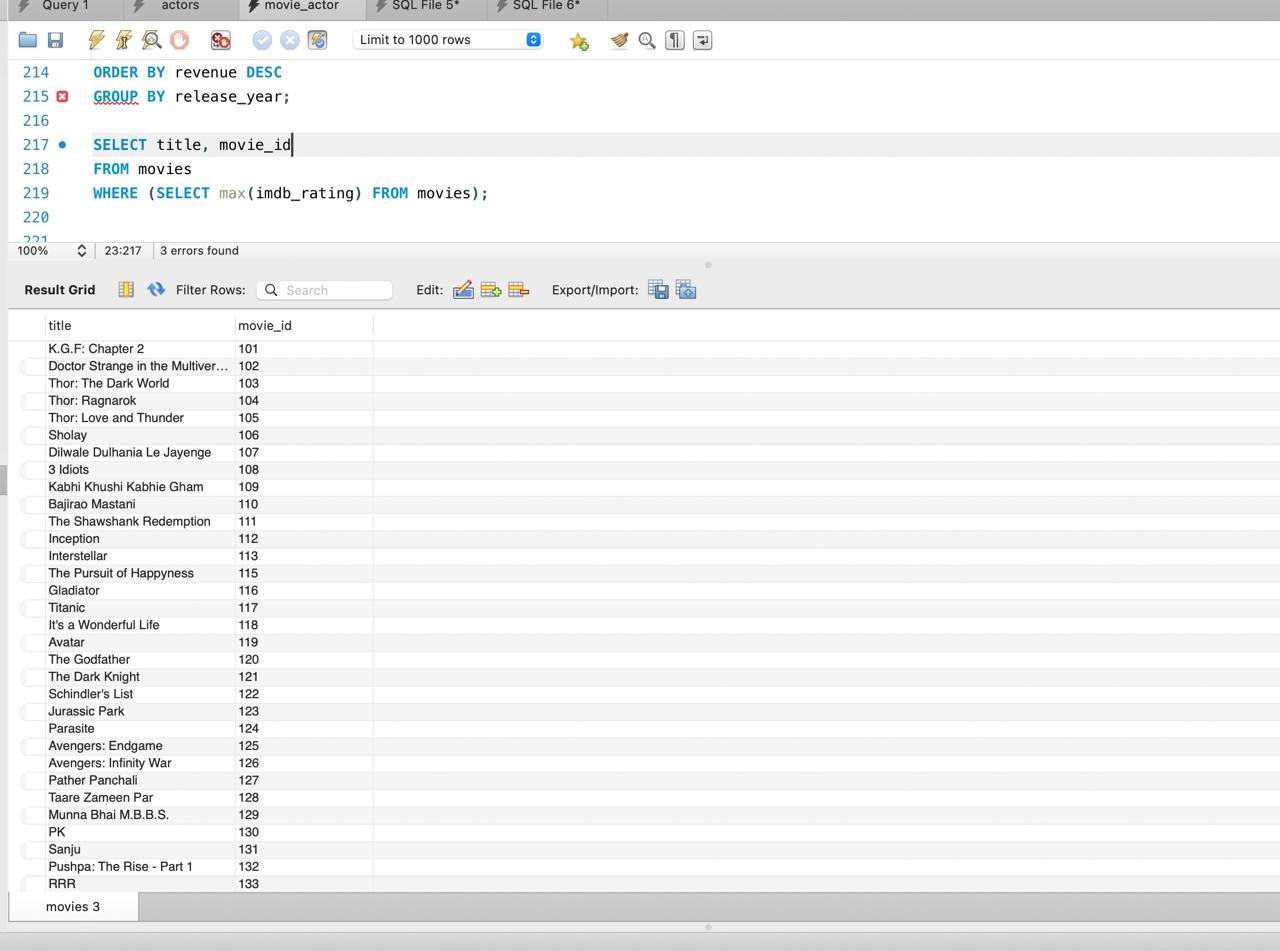 Query 1 actors movie_actor SQL File 5* SQL File 6*
Limit to 1000 rows
214 ORDER BY revenue DESC
215 GROUP BY release_year;
216
217 SELECT title, movie_id
218 FROM movies
219 WHERE (SELECT max(imdb_rating) FROM movies);
220
221
100% 23:217 3 errors found
Result Grid Filter Rows: Search Edit: Export/Import:
title movie_id
K.G.F: Chapter 2 101
Doctor Strange in the Multiver... 102
Thor: The Dark World 103
Thor: Ragnarok 104
Thor: Love and Thunder 105
Sholay 106
Dilwale Dulhania Le Jayenge 107
3 Idiots 108
Kabhi Khushi Kabhie Gham 109
Bajirao Mastani 110
The Shawshank Redemption 111
Inception 112
Interstellar 113
The Pursuit of Happyness 115
Gladiator 116
Titanic 117
It's a Wonderful Life 118
Avatar 119
The Godfather 120
The Dark Knight 121
Schindler's List 122
Jurassic Park 123
Parasite 124
Avengers: Endgame 125
Avengers: Infinity War 126
Pather Panchali 127
Taare Zameen Par 128
Munna Bhai M.B.B.S. 129
PK 130
Sanju 131
Pushpa: The Rise - Part 1 132
RRR 133
movies 3